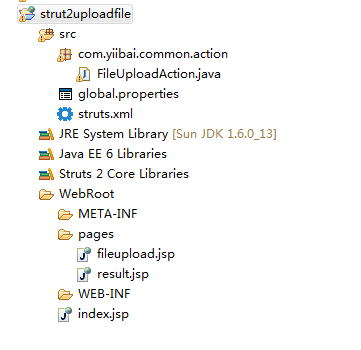 strut2uploadfile
src
com.yiibai.common.action
FileUploadAction.java
global.properties
struts.xml
JRE System Library [Sun JDK 1.6.0_13]
Java EE 6 Libraries
Struts 2 Core Libraries
WebRoot
META-INF
pages
fileupload.jsp
result.jsp
WEB-INF
index.jsp